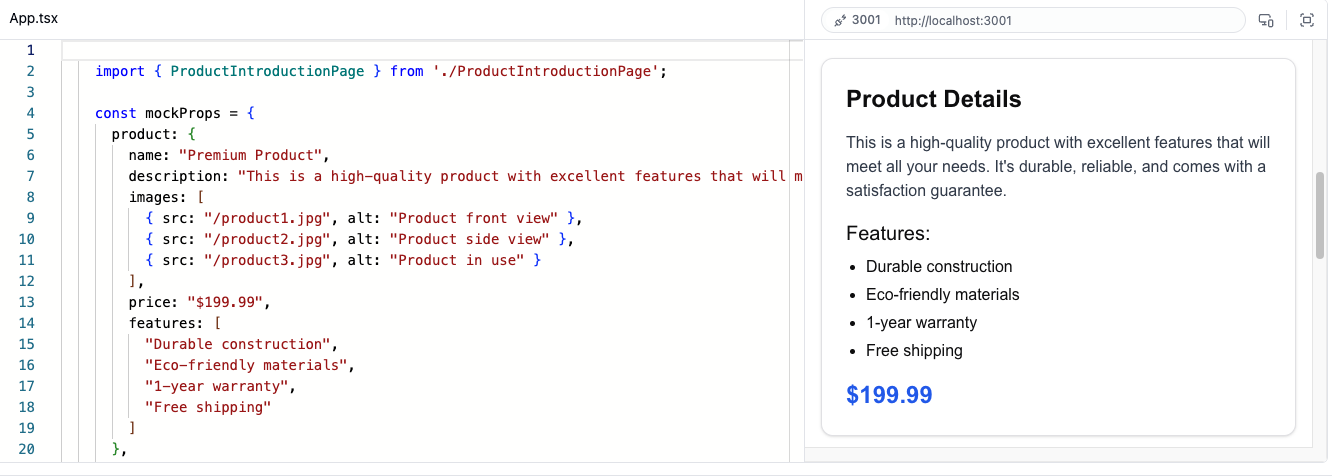 App.tsx
1
2 import { ProductIntroductionPage } from './ProductIntroductionPage';
3
4 const mockProps = {
5 product: {
6 name: "Premium Product",
7 description: "This is a high-quality product with excellent features that will m
8 images: [
9 { src: "/product1.jpg", alt: "Product front view" },
10 { src: "/product2.jpg", alt: "Product side view" },
11 { src: "/product3.jpg", alt: "Product in use" }
12 ],
13 price: "$199.99",
14 features: [
15 "Durable construction",
16 "Eco-friendly materials",
17 "1-year warranty",
18 "Free shipping"
19 ]
20 },
3001 http://localhost:3001
Product Details
This is a high-quality product with excellent features that will
meet all your needs. It's durable, reliable, and comes with a
satisfaction guarantee.
Features:
• Durable construction
• Eco-friendly materials
• 1-year warranty
• Free shipping
$199.99